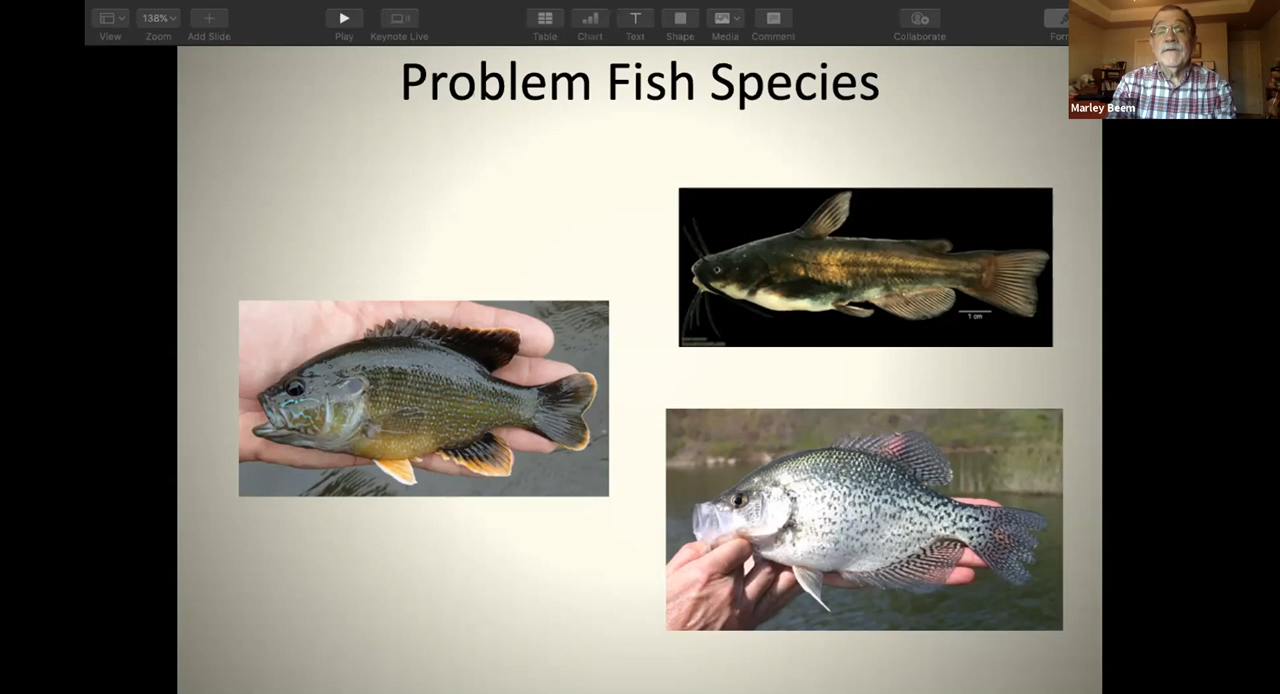 View
138%
Zoom
Add Slide
Play
Keynote Live
Table
Chart
T
Text
Shape
Media
Comment
Collaborate
Marley Beem
Problem Fish Species
1 cm